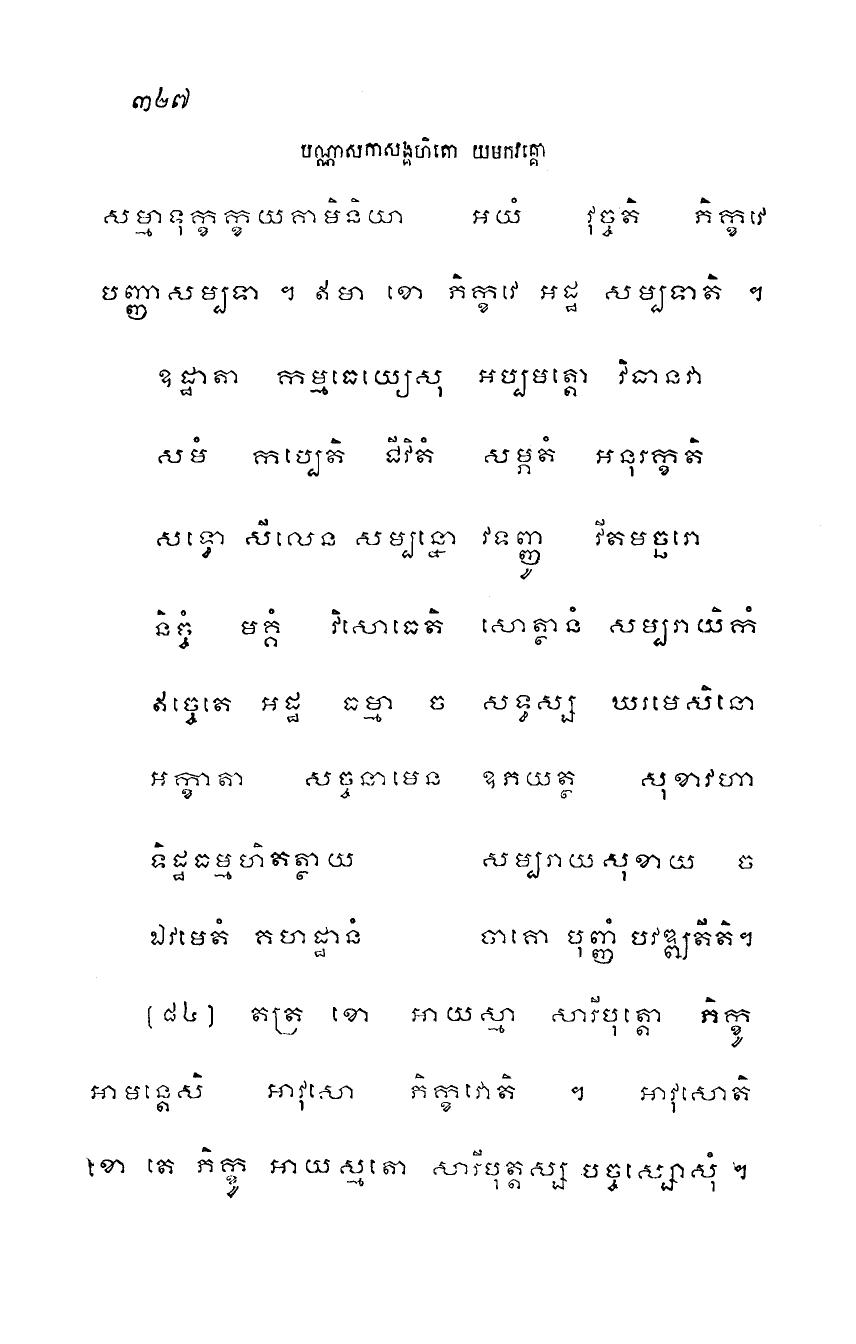 ៣២៧
បណ្ណាសកាសង្គហិតោ យមកវគ្គោ
សម្មាទុក្ខក្ខយគាមិនិយា អយំ វុច្ចតិ ភិក្ខវេ
បញ្ញាសម្បទា ។ ឥមា ខោ ភិក្ខវេ អដ្ឋ សម្បទាតិ ។
ឧដ្ឋាតា កម្មធេយ្យេសុ អប្បមត្តោ វិធានវា
សមំ កប្បេតិ ជីវិតំ សម្ភតំ អនុរក្ខតិ
សទ្ធោ សីលេន សម្បន្នោ វទញ្ញូ វីតមច្ឆរោ
និច្ចំ មគ្គំ វិសោធេតិ សោត្ថានំ សម្បរាយិកំ
ឥច្ចេតេ អដ្ឋ ធម្មា ច សទ្ធស្ស ឃរមេសិនោ
អក្ខាតា សច្ចនាមេន ឧភយត្ថ សុខាវហា
ទិដ្ឋធម្មហិតត្ថាយ សម្បរាយសុខាយ ច
ឯវមេតំ គហដ្ឋានំ ចាគោ បុញ្ញំ បវឌ្ឍតីតិ។
(៨៤) តត្រ ខោ អាយស្មា សារីបុត្តោ ភិក្ខូ
អាមន្តេសិ អាវុសោ ភិក្ខវោតិ ។ អាវុសោតិ
ខោ តេ ភិក្ខូ អាយស្មតោ សារីបុត្តស្ស បច្ចស្សោសុំ ។